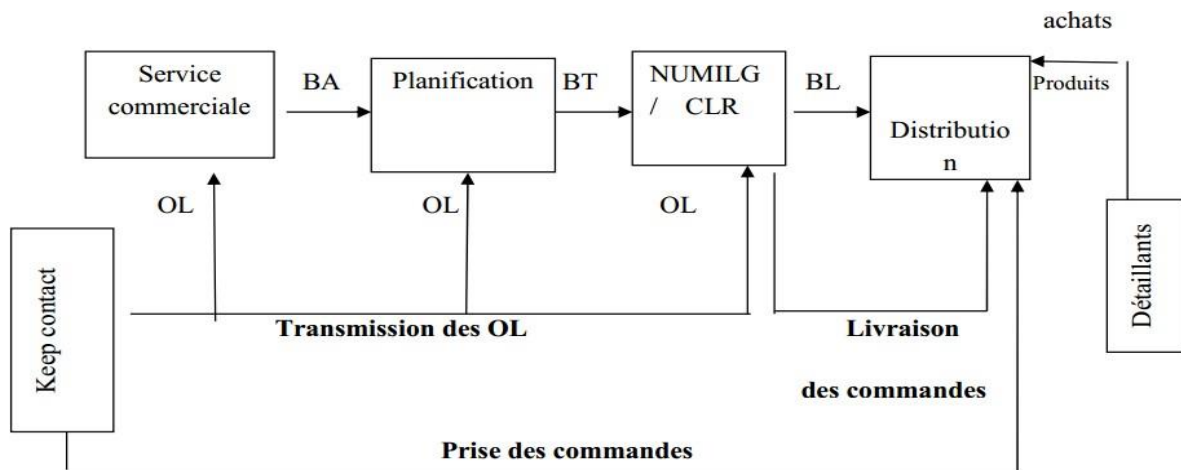 achats
Service
commerciale
BA
Planification
BT
NUMILG
/ CLR
BL
Produits
Distributio
n
OL
OL
OL
Keep contact
Détaillants
Transmission des OL
Livraison
des commandes
Prise des commandes